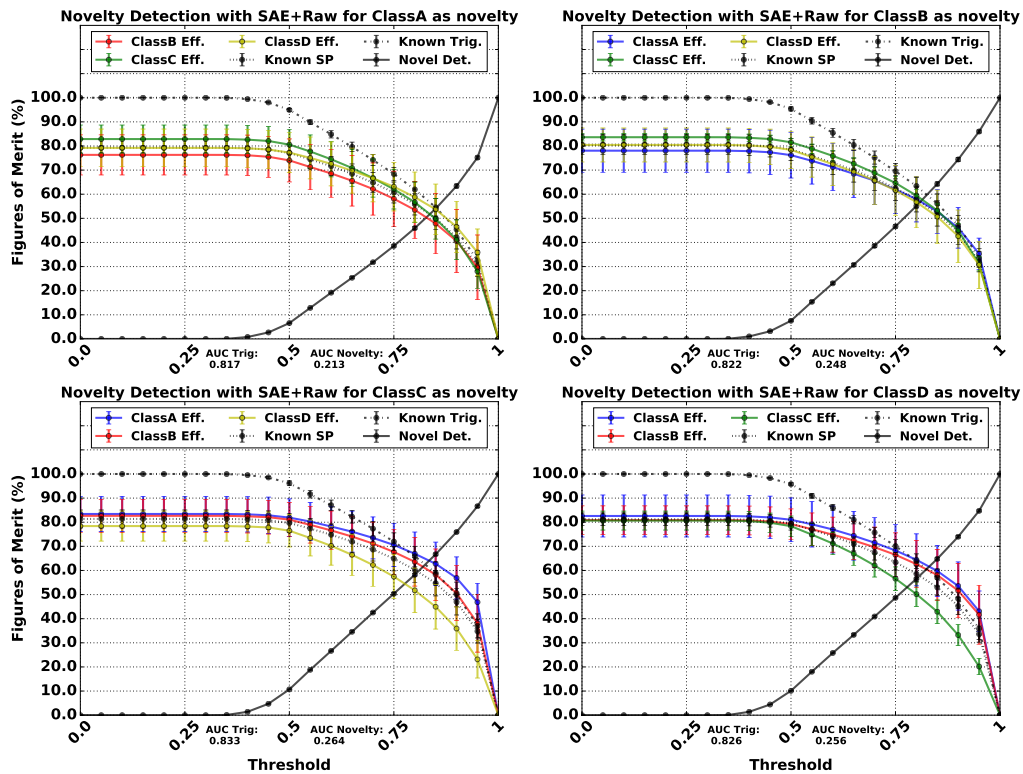 Novelty Detection with SAE+Raw for ClassA as novelty
ClassB Eff.
ClassC Eff.
ClassD Eff.
Known SP
Known Trig.
Novel Det.
Figures of Merit (%)
100.0
90.0
80.0
70.0
60.0
50.0
40.0
30.0
20.0
10.0
0.0
0.0
0.25
0.5
0.75
1
AUC Trig:
0.817
AUC Novelty:
0.213
Novelty Detection with SAE+Raw for ClassB as novelty
ClassA Eff.
ClassC Eff.
ClassD Eff.
Known SP
Known Trig.
Novel Det.
100.0
90.0
80.0
70.0
60.0
50.0
40.0
30.0
20.0
10.0
0.0
0.0
0.25
0.5
0.75
1
AUC Trig:
0.822
AUC Novelty:
0.248
Novelty Detection with SAE+Raw for ClassC as novelty
ClassA Eff.
ClassB Eff.
ClassD Eff.
Known SP
Known Trig.
Novel Det.
Figures of Merit (%)
100.0
90.0
80.0
70.0
60.0
50.0
40.0
30.0
20.0
10.0
0.0
0.0
0.25
0.5
0.75
1
AUC Trig:
0.833
AUC Novelty:
0.264
Threshold
Novelty Detection with SAE+Raw for ClassD as novelty
ClassA Eff.
ClassB Eff.
ClassC Eff.
Known SP
Known Trig.
Novel Det.
100.0
90.0
80.0
70.0
60.0
50.0
40.0
30.0
20.0
10.0
0.0
0.0
0.25
0.5
0.75
1
AUC Trig:
0.826
AUC Novelty:
0.256
Threshold